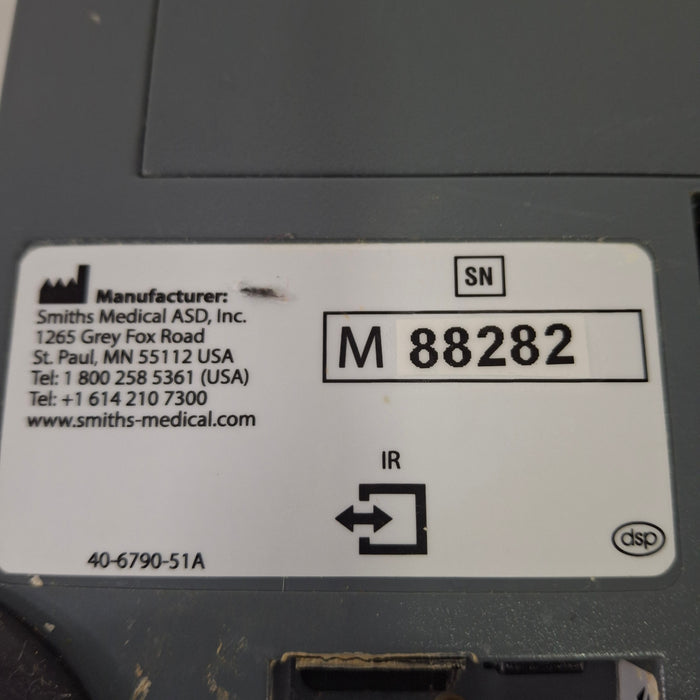 Manufacturer:
Smiths Medical ASD, Inc.
1265 Grey Fox Road
St. Paul, MN 55112 USA
Tel: 1 800 258 5361 (USA)
Tel: +1 614 210 7300
www.smiths-medical.com
SN
M 88282
IR
40-6790-51A
dsp